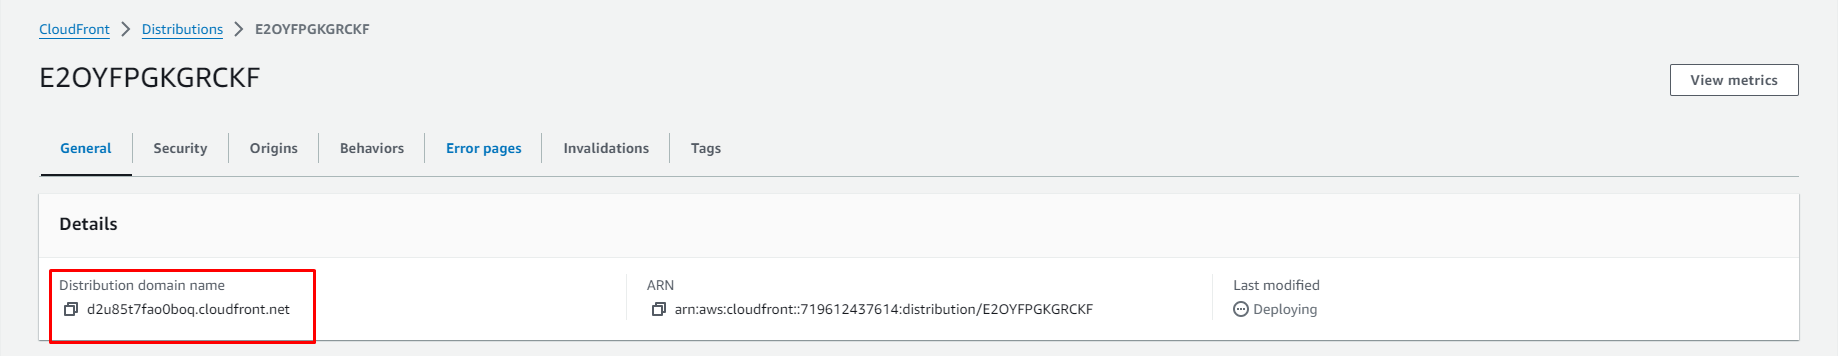 CloudFront > Distributions > E2OYFPGKGRCKF
E2OYFPGKGRCKF
View metrics
General Security Origins Behaviors Error pages Invalidations Tags
Details
Distribution domain name ARN Last modified
d2u85t7fao0boq.cloudfront.net arn:aws:cloudfront::719612437614:distribution/E2OYFPGKGRCKF Deploying